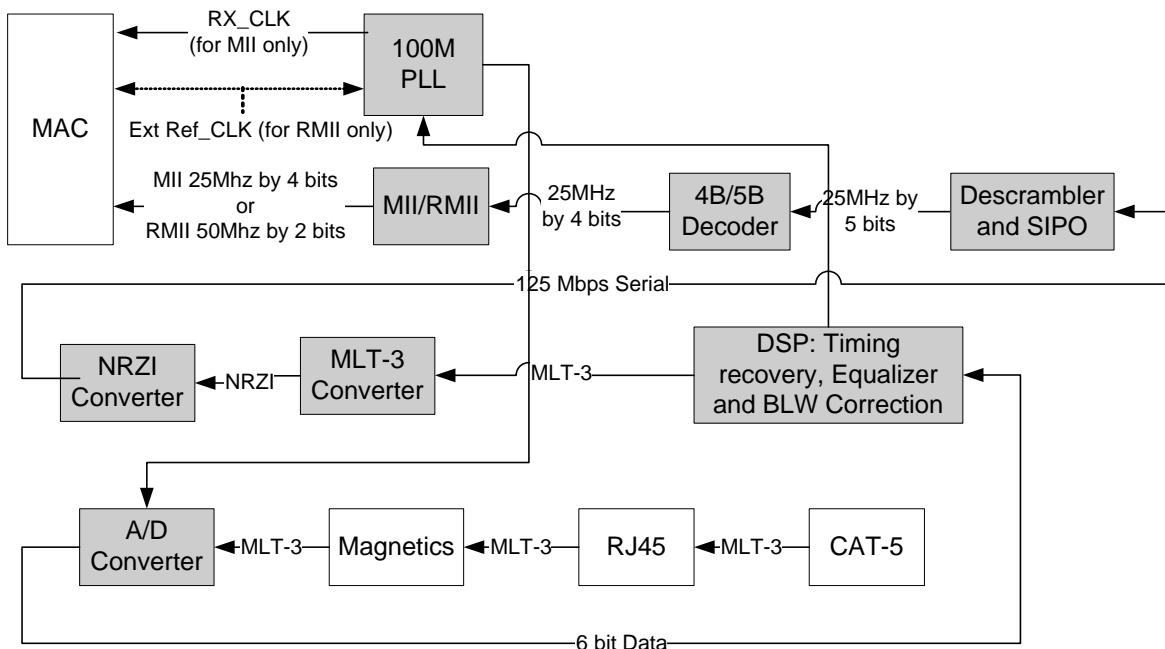 RX_CLK
(for MII only)
100M
PLL
MAC
Ext Ref_CLK (for RMII only)
MII 25Mhz by 4 bits
or
RMII 50Mhz by 2 bits
MII/RMII
25MHz
by 4 bits
4B/5B
Decoder
25MHz by
5 bits
Descrambler
and SIPO
125 Mbps Serial
NRZI
Converter
NRZI
MLT-3
Converter
MLT-3
DSP: Timing
recovery, Equalizer
and BLW Correction
A/D
Converter
MLT-3
Magnetics
MLT-3
RJ45
MLT-3
CAT-5
6 bit Data